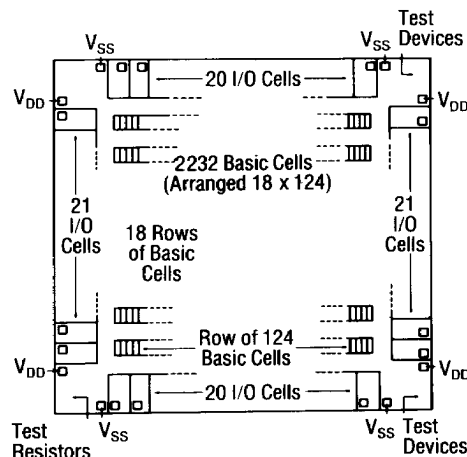 Test
Devices
VSS
VSS
20 I/O Cells
VDD
VDD
2232 Basic Cells
(Arranged 18 x 124)
21
I/O
Cells
21
I/O
Cells
18 Rows
of Basic
Cells
Row of 124
Basic Cells
VDD
VDD
20 I/O Cells
Test
Resistors
VSS
VSS
Test
Devices